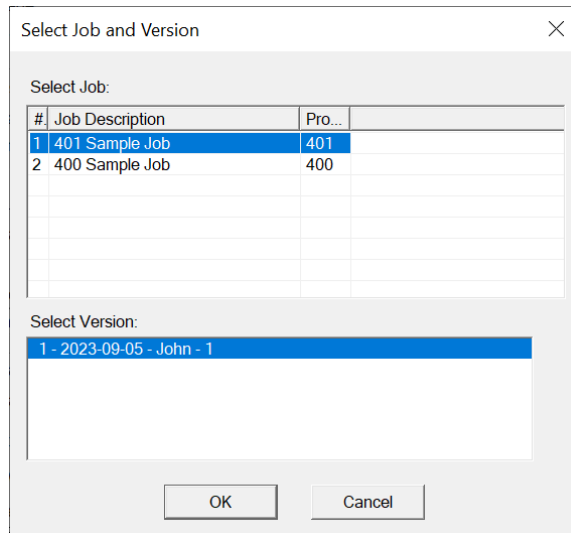 Select Job and Version
Select Job:
#. Job Description Pro...
1 401 Sample Job 401
2 400 Sample Job 400
Select Version:
1 - 2023-09-05 - John - 1
OK Cancel